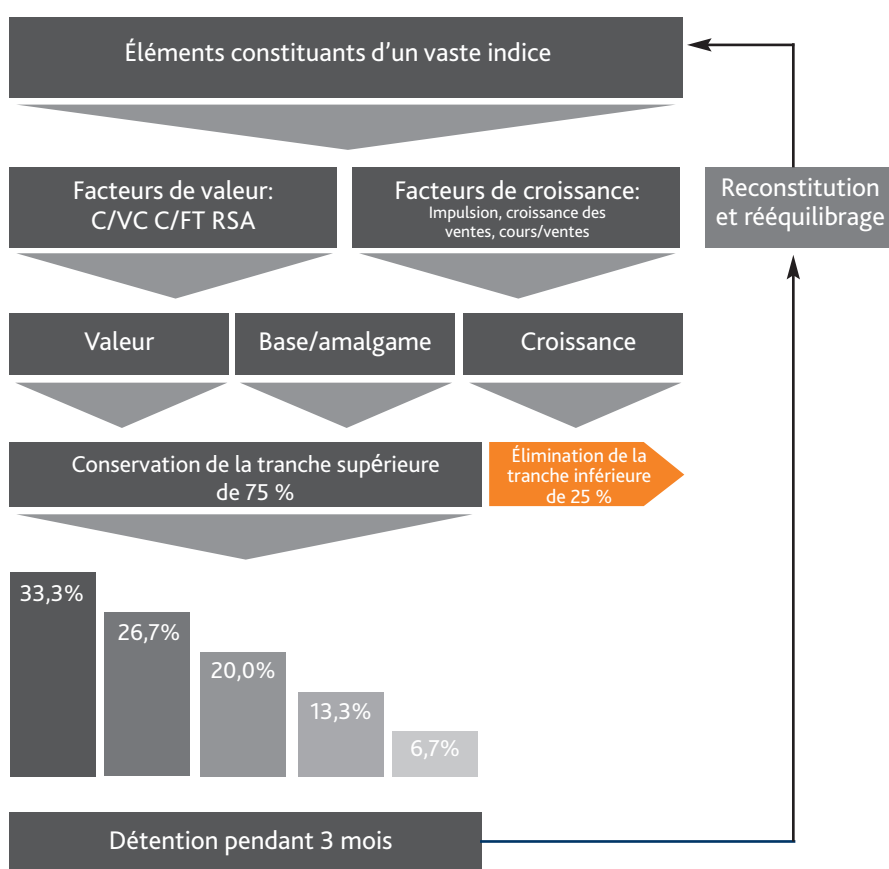 Éléments constituants d’un vaste indice
Facteurs de valeur:
C/VC C/FT RSA
Facteurs de croissance:
Impulsion, croissance des
ventes, cours/ventes
Reconstitution
et rééquilibrage
Valeur
Base/amalgame
Croissance
Conservation de la tranche supérieure
de 75 %
Élimination de la
tranche inférieure
de 25 %
33,3%
26,7%
20,0%
13,3%
6,7%
Détention pendant 3 mois